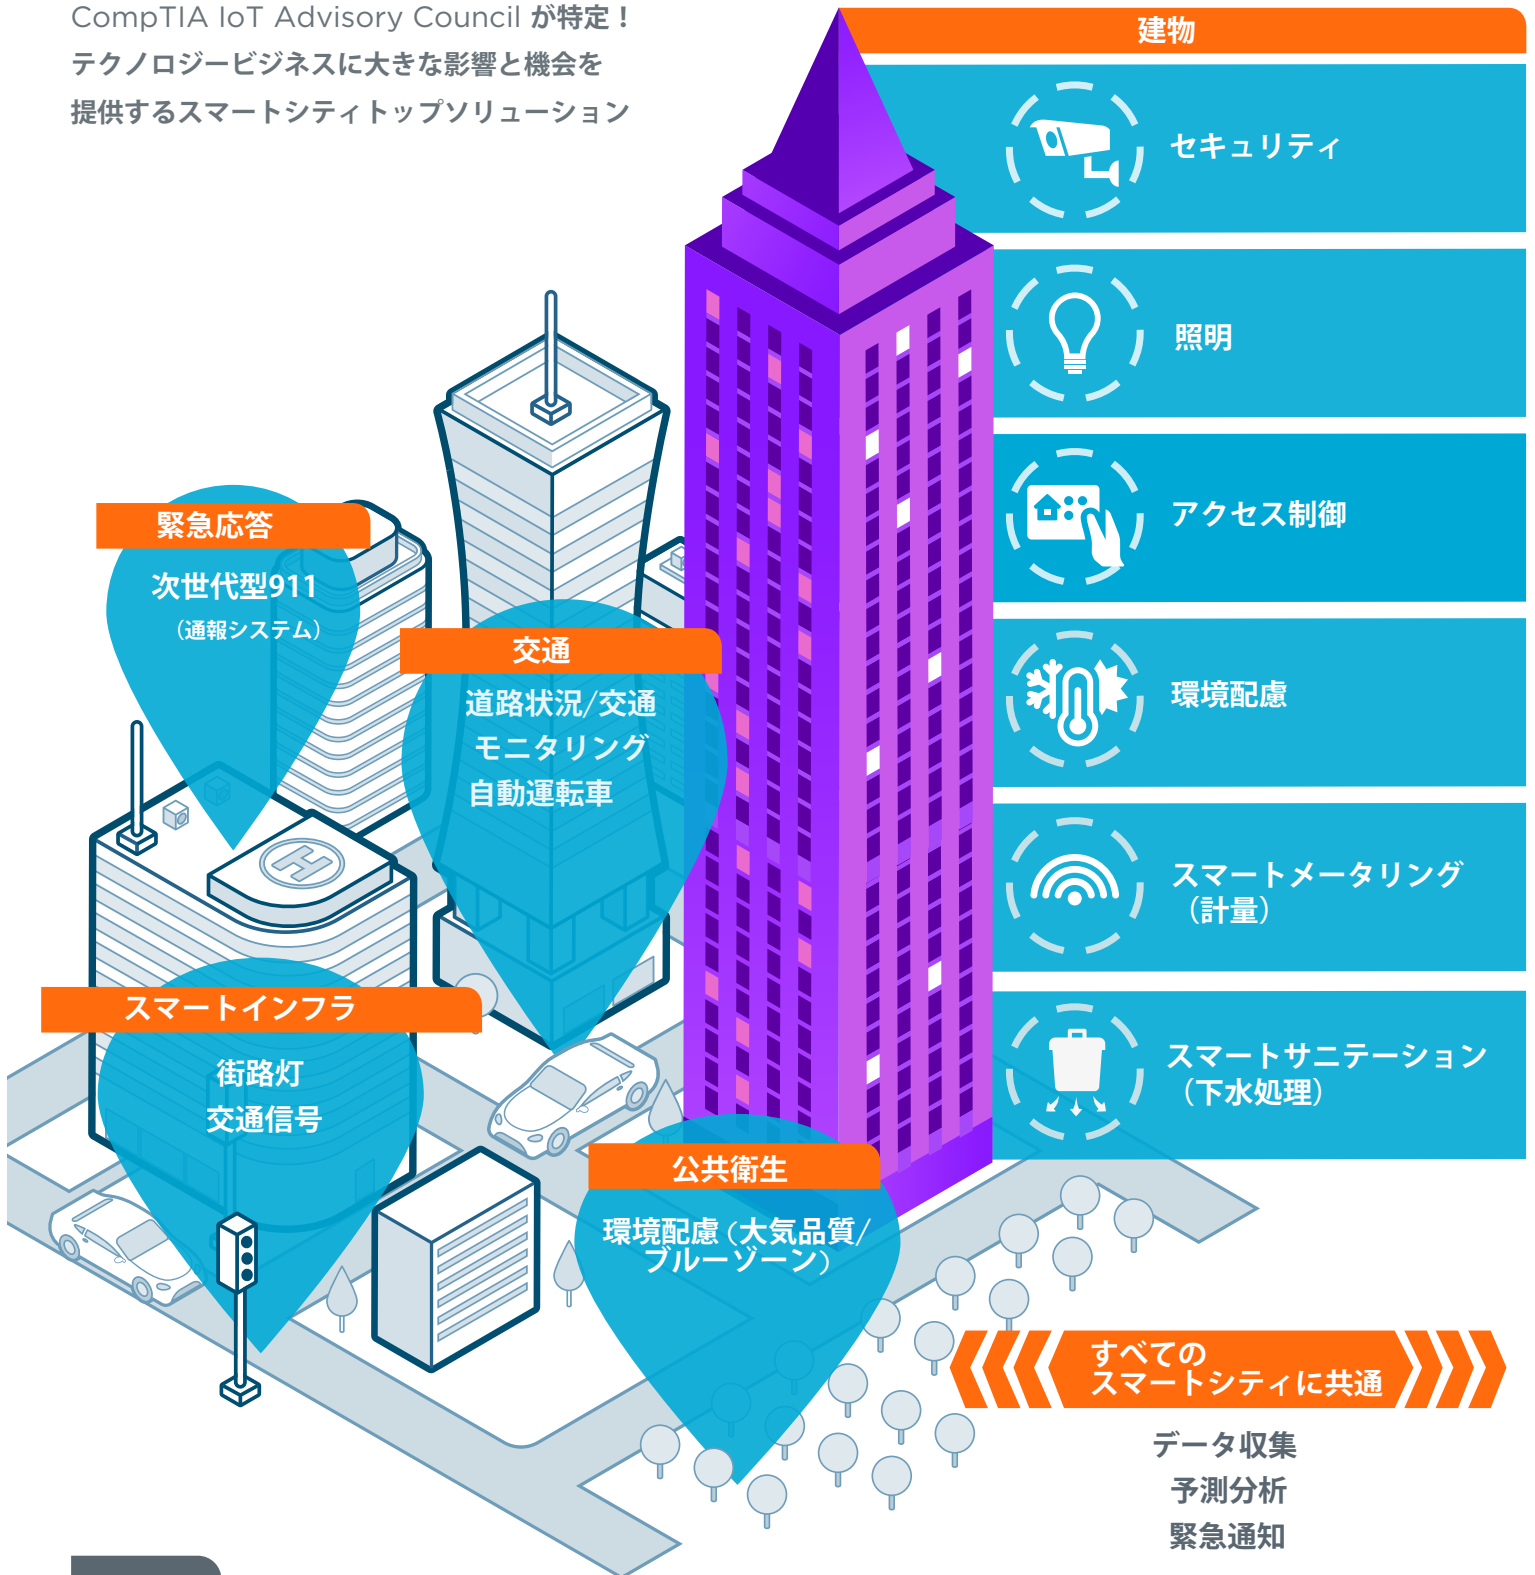 CompTIA IoT Advisory Council が特定！
テクノロジービジネスに大きな影響と機会を
提供するスマートシティトップソリューション
建物
セキュリティ
照明
アクセス制御
環境配慮
スマートメータリング
（計量）
スマートサニテーション
（下水処理）
緊急応答
次世代型911
（通報システム）
交通
道路状況/交通
モニタリング
自動運転車
スマートインフラ
街路灯
交通信号
公共衛生
環境配慮（大気品質/
ブルーゾーン）
すべての
スマートシティに共通
データ収集
予測分析
緊急通知